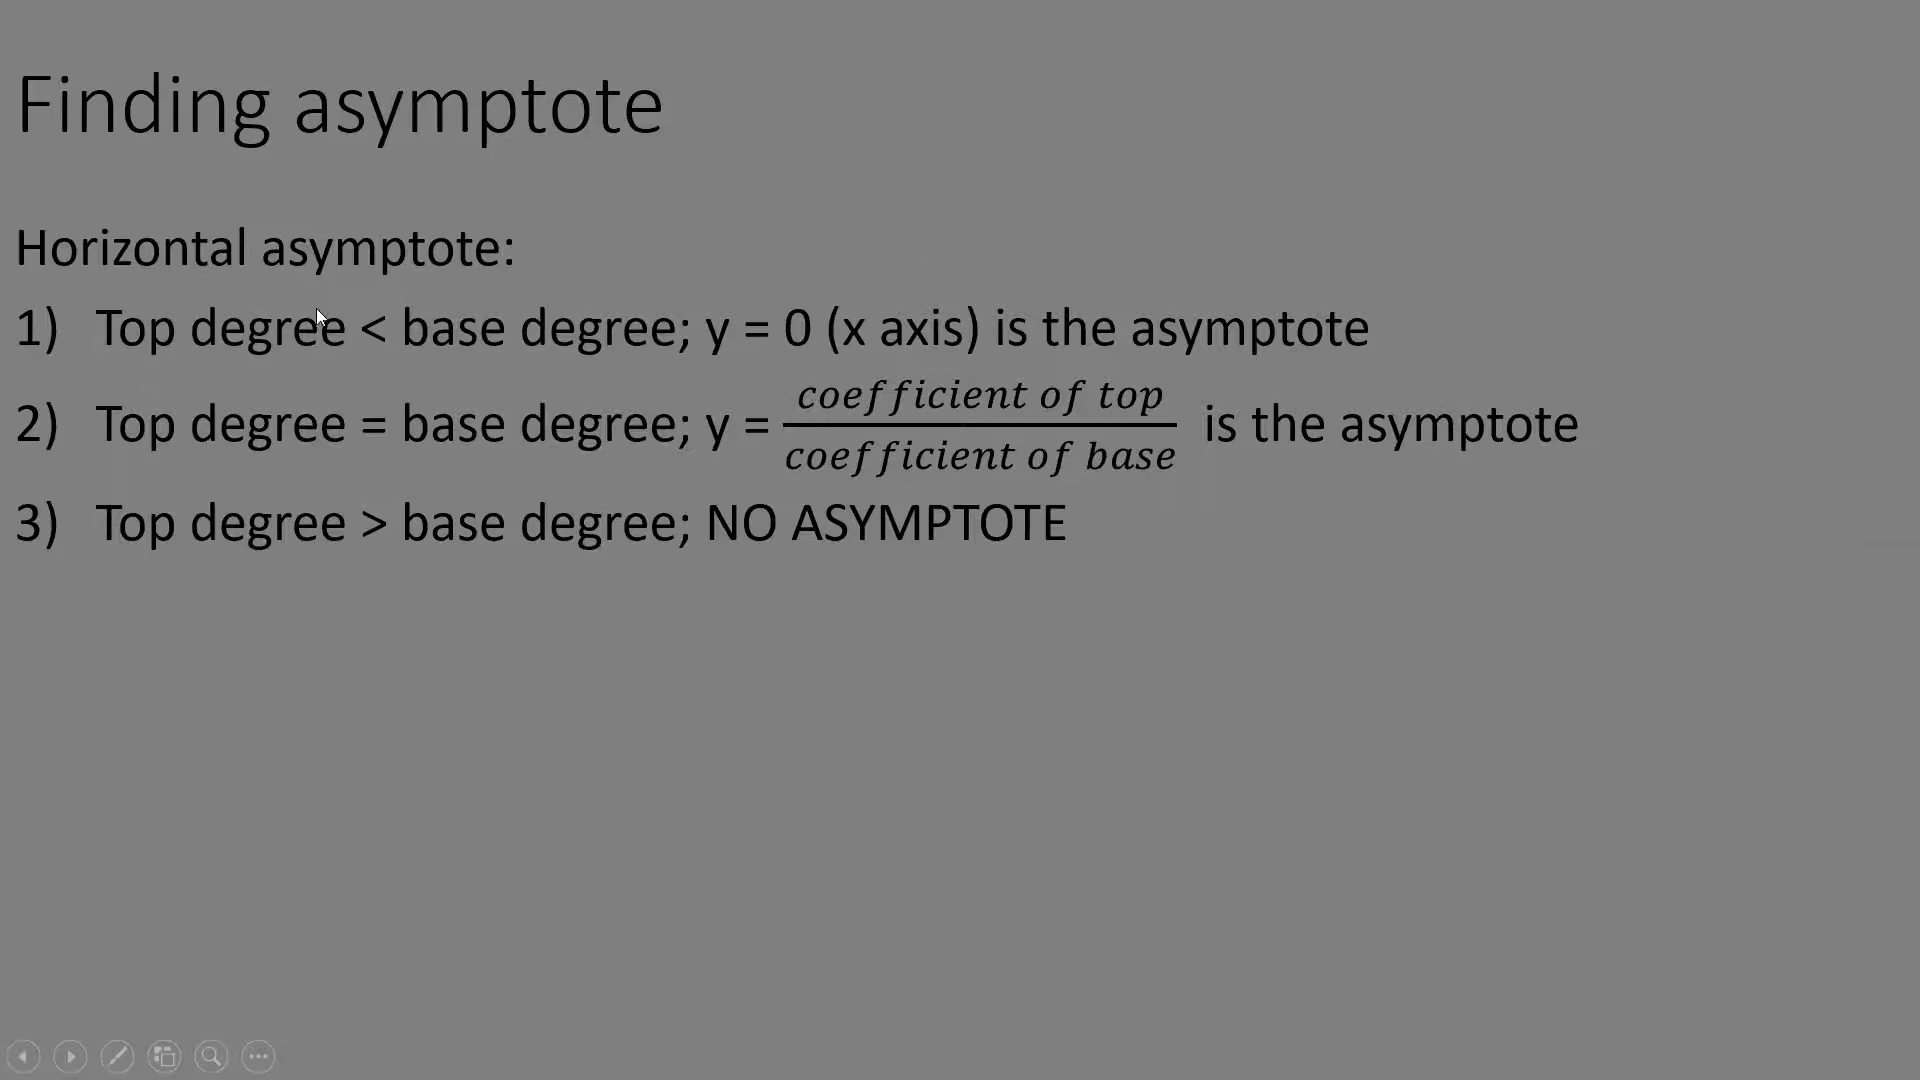 Finding asymptote
Horizontal asymptote:
1) Top degree < base degree; y = 0 (x axis) is the asymptote
2) Top degree = base degree; y = coefficient of top / coefficient of base is the asymptote
3) Top degree > base degree; NO ASYMPTOTE